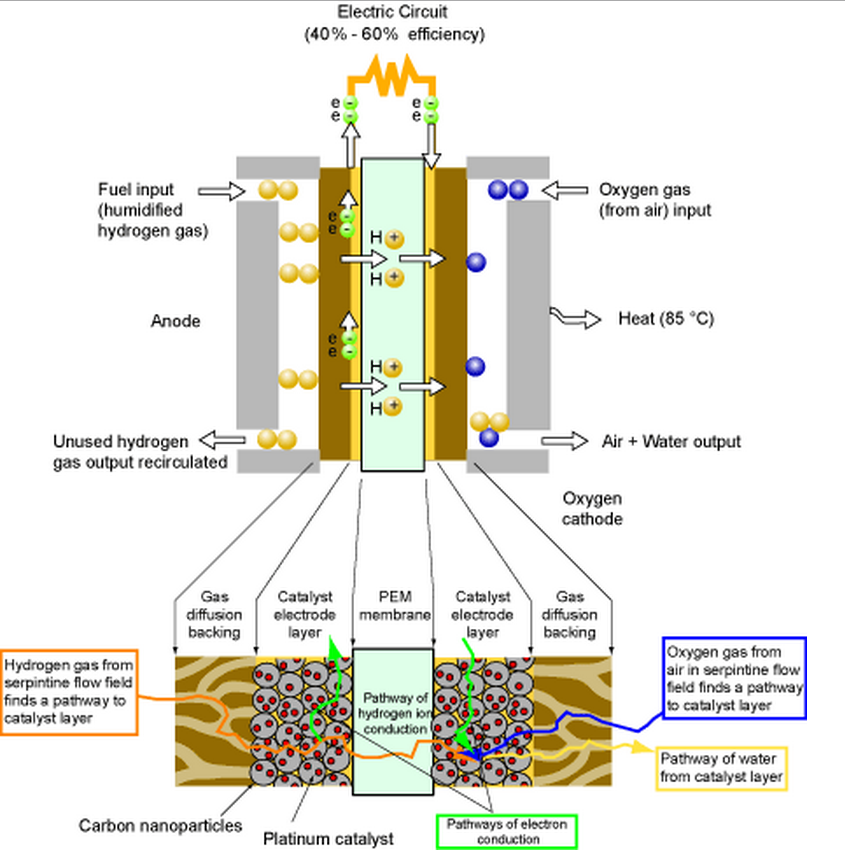 Electric Circuit
(40% - 60% efficiency)
e -
e -
e -
e -
Fuel input
(humidified
hydrogen gas)
Oxygen gas
(from air) input
e -
e -
H +
H +
Anode
Heat (85 °C)
e -
e -
H +
H +
Unused hydrogen
gas output recirculated
Air + Water output
Oxygen
cathode
Gas
diffusion
backing
Catalyst
electrode
layer
PEM
membrane
Catalyst
electrode
layer
Gas
diffusion
backing
Hydrogen gas from
serpintine flow field
finds a pathway to
catalyst layer
Pathway of
hydrogen ion
conduction
Oxygen gas from
air in serpintine flow
field finds a pathway
to catalyst layer
Pathway of water
from catalyst layer
Carbon nanoparticles
Platinum catalyst
Pathways of electron
conduction